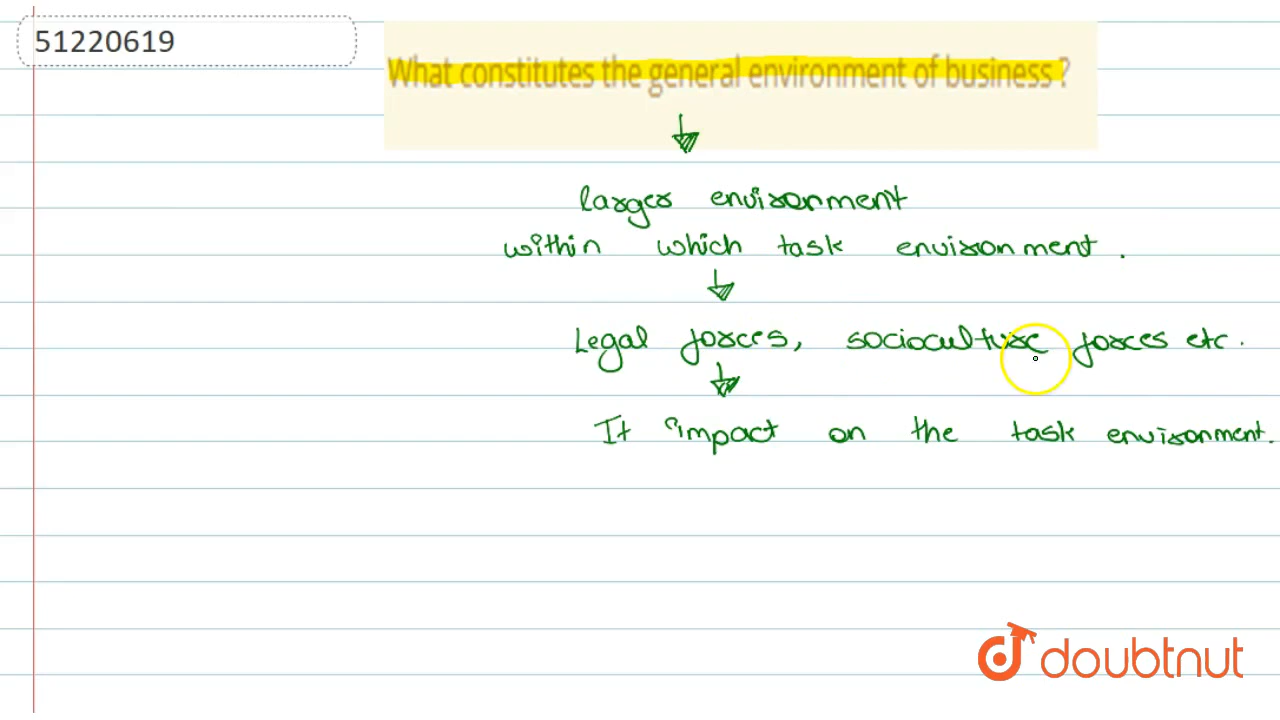 51220619
What constitutes the general environment of business ?
larger environment
within which task environment.
Legal forces, socioculture forces etc.
It impact on the task environment.
doubtnut